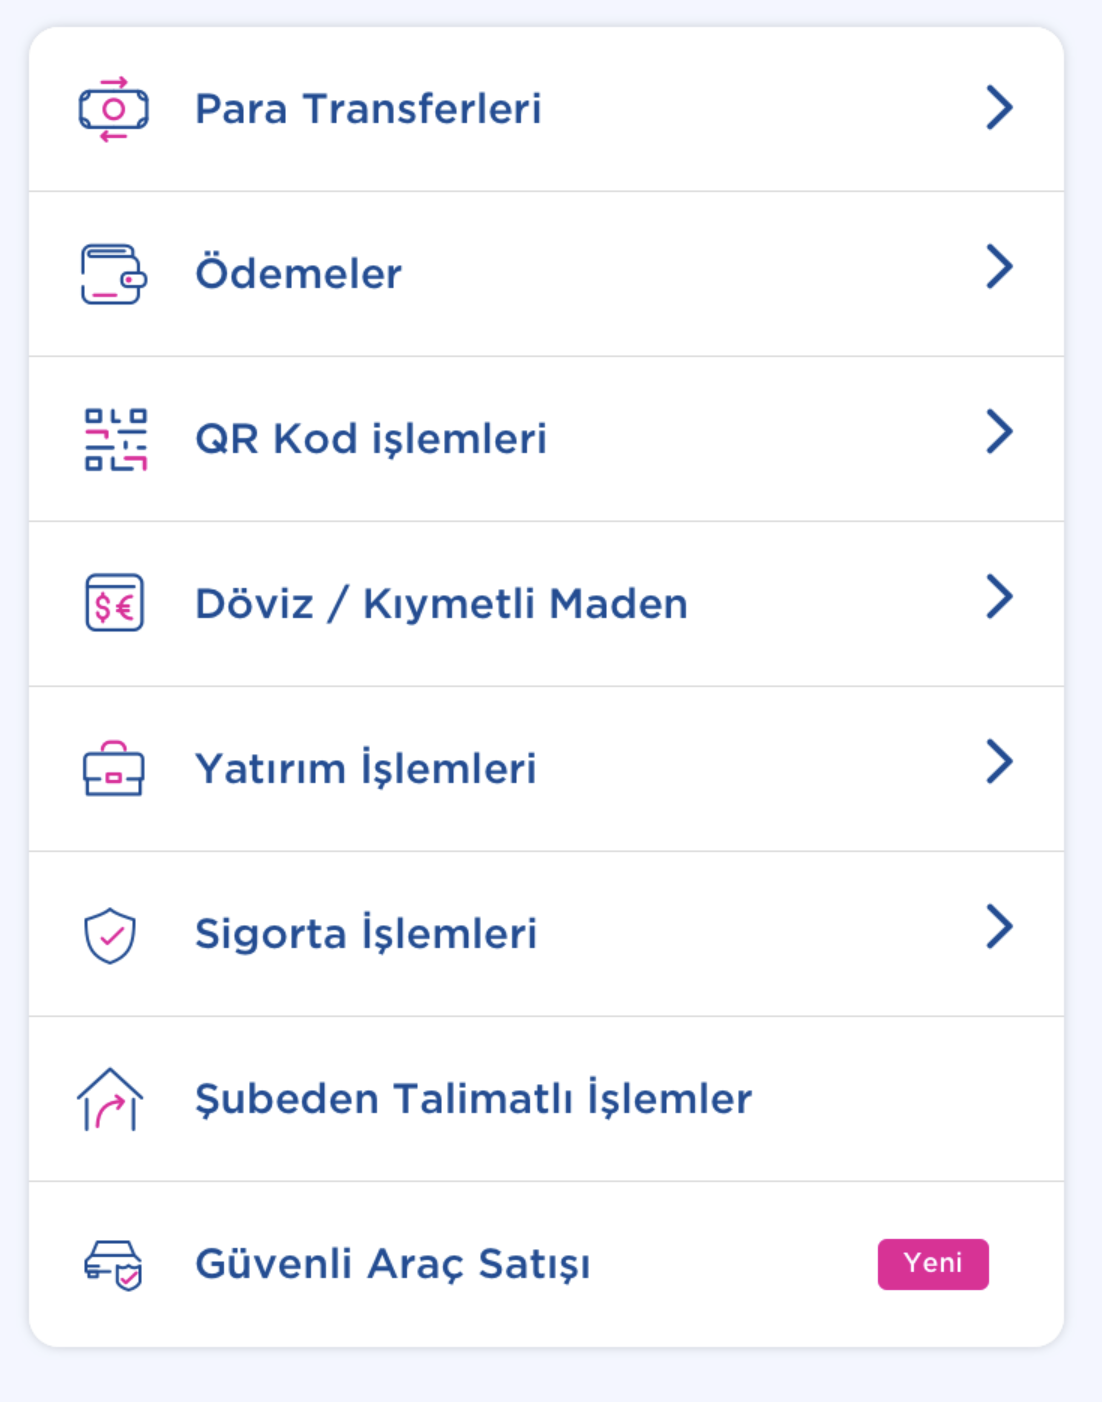 Para Transferleri
Ödemeler
QR Kod işlemleri
$ €
Döviz / Kıymetli Maden
Yatırım İşlemleri
Sigorta İşlemleri
Şubeden Talimatlı İşlemler
Güvenli Araç Satışı
Yeni